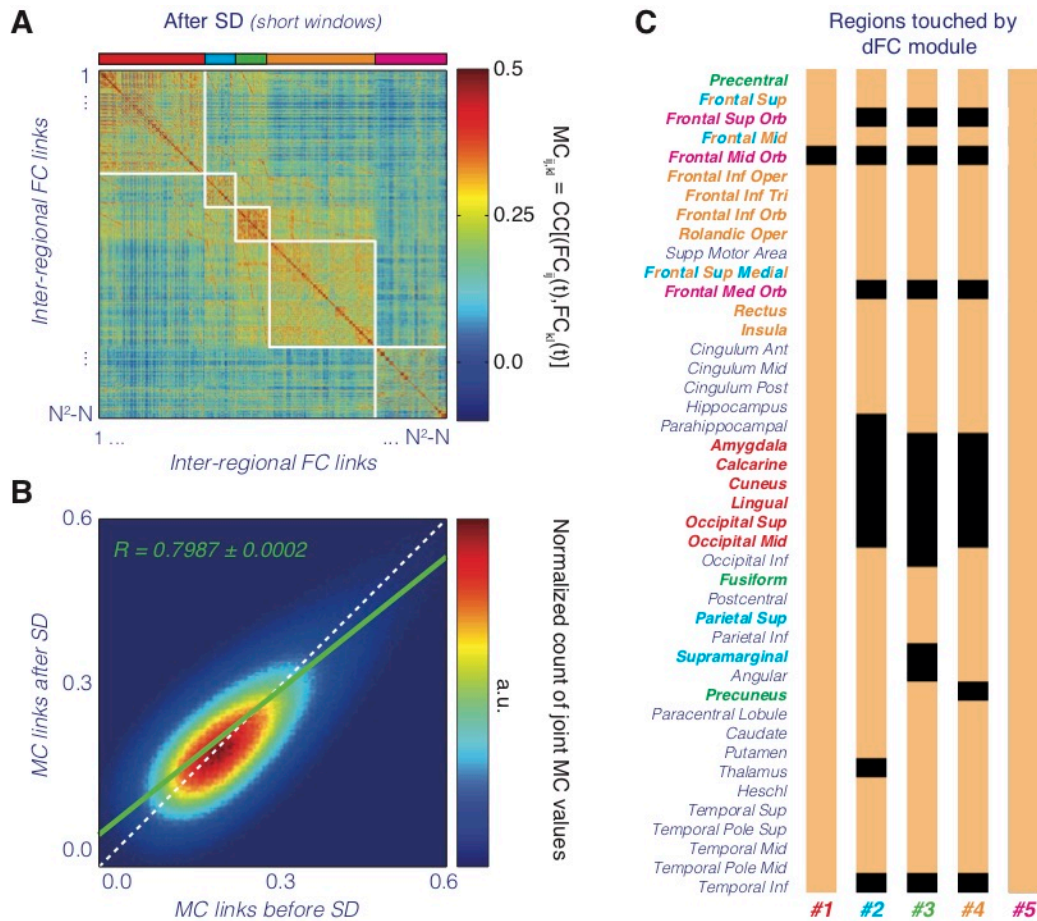 A
After SD (short windows)
1
...
N²-N
Inter-regional FC links
1 ...
... N²-N
Inter-regional FC links
0.5
0.25
0.0
MC_ij,kl = CC[(FC_ij(t),FC_kl(t)]
B
0.6
0.3
0.0
MC links after SD
R = 0.7987 ± 0.0002
0.0
0.3
0.6
MC links before SD
Normalized count of joint MC values
a.u.
C
Regions touched by
dFC module
Precentral
Frontal Sup
Frontal Sup Orb
Frontal Mid
Frontal Mid Orb
Frontal Inf Oper
Frontal Inf Tri
Frontal Inf Orb
Rolandic Oper
Supp Motor Area
Frontal Sup Medial
Frontal Med Orb
Rectus
Insula
Cingulum Ant
Cingulum Mid
Cingulum Post
Hippocampus
Parahippocampal
Amygdala
Calcarine
Cuneus
Lingual
Occipital Sup
Occipital Mid
Occipital Inf
Fusiform
Postcentral
Parietal Sup
Parietal Inf
Supramarginal
Angular
Precuneus
Paracentral Lobule
Caudate
Putamen
Thalamus
Heschl
Temporal Sup
Temporal Pole Sup
Temporal Mid
Temporal Pole Mid
Temporal Inf
#1 #2 #3 #4 #5